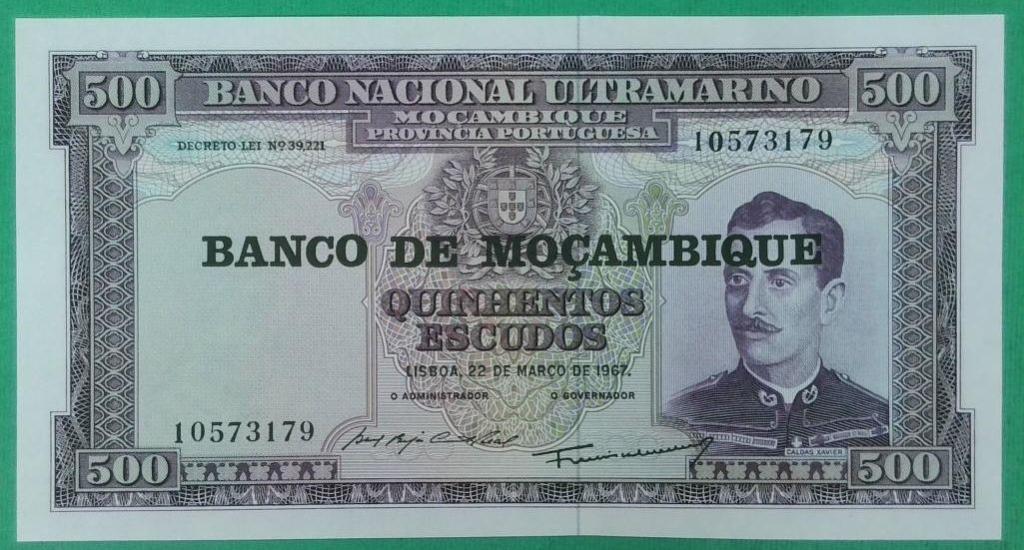 500 BANCO NACIONAL ULTRAMARINO 500
MOÇAMBIQUE
PROVINCIA PORTUGUESA
DECRETO-LEI Nº 39,221
10573179
BANCO DE MOÇAMBIQUE
QUINHENTOS
ESCUDOS
LISBOA, 22 DE MARÇO DE 1967.
O ADMINISTRADOR O GOVERNADOR
10573179
CALDAS XAVIER
500 500